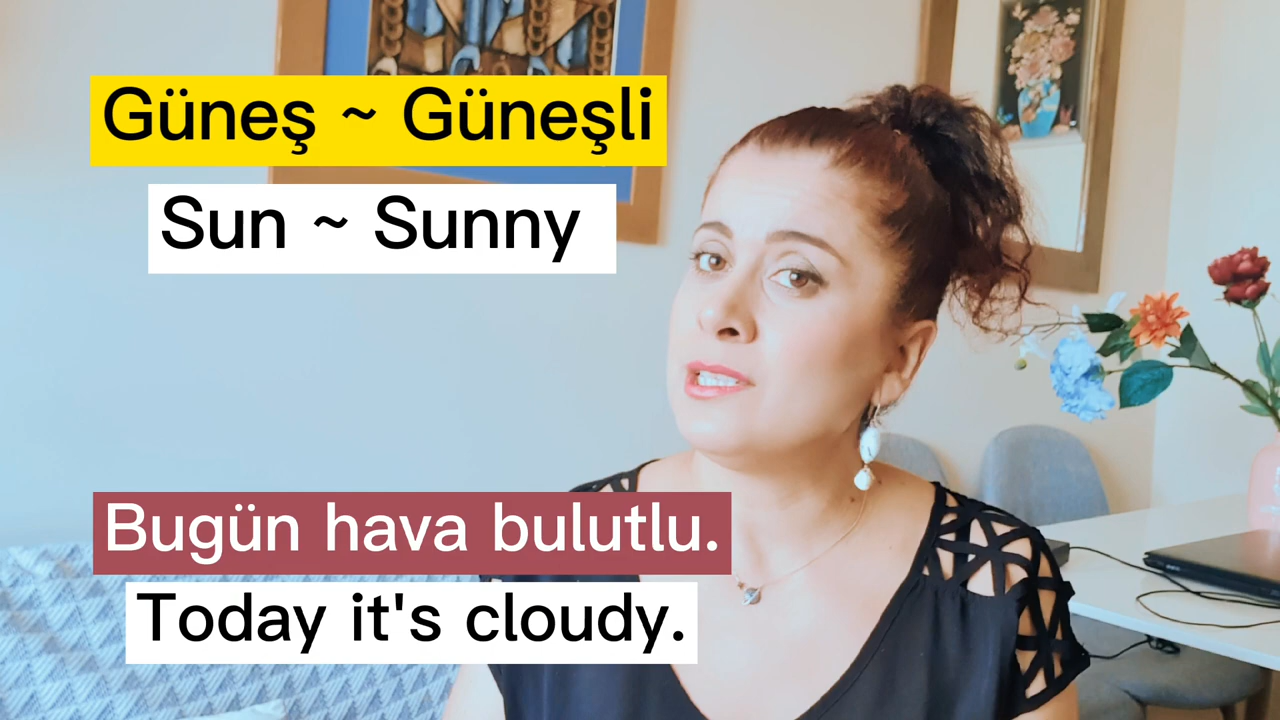 Güneş ~ Güneşli
Sun ~ Sunny
Bugün hava bulutlu.
Today it's cloudy.